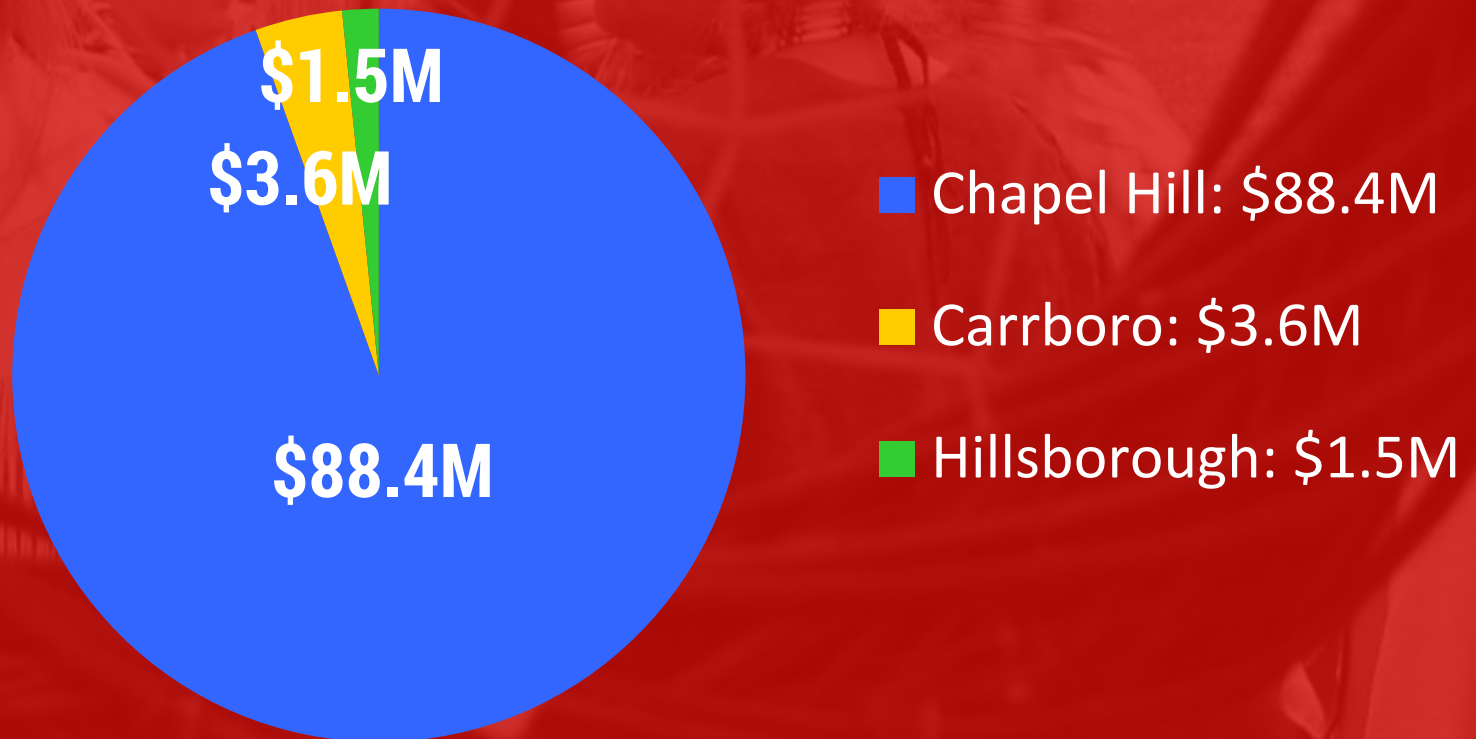 $1.5M
$3.6M
$88.4M
Chapel Hill: $88.4M
Carrboro: $3.6M
Hillsborough: $1.5M